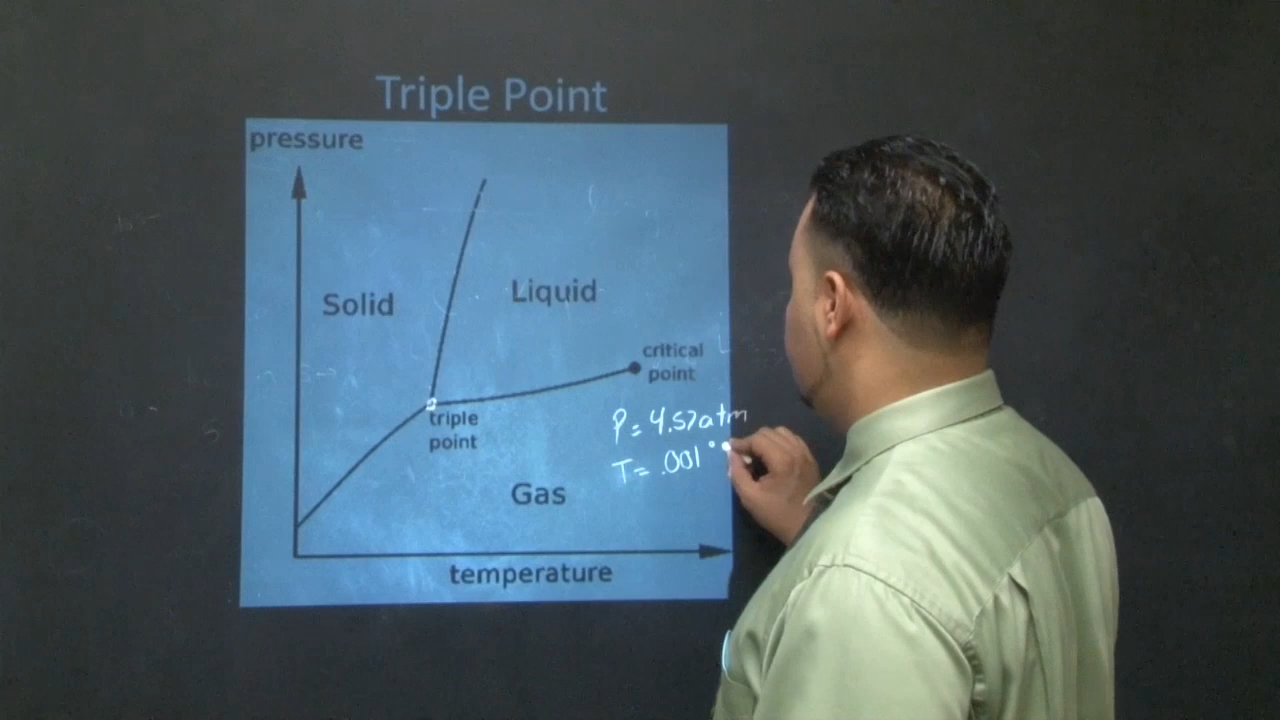 Triple Point
pressure
Solid
Liquid
critical
point
triple
point
P = 4.57atm
T = .001°
Gas
temperature